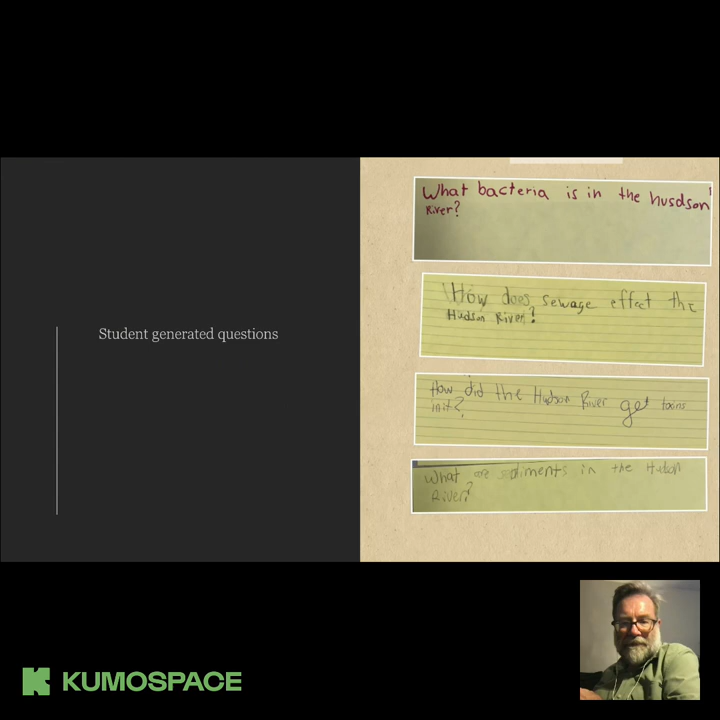 What bacteria is in the husdson
River?
How does sewage effect the
Hudson River?
How did the Hudson River get toxins
in it?
What are sediments in the Hudson
River?
Student generated questions
KUMOSPACE